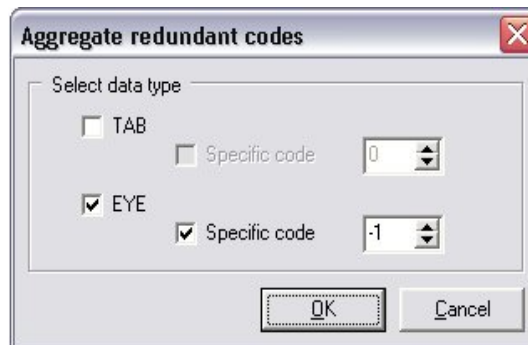 Aggregate redundant codes
Select data type
TAB
Specific code 0
EYE
Specific code -1
OK Cancel